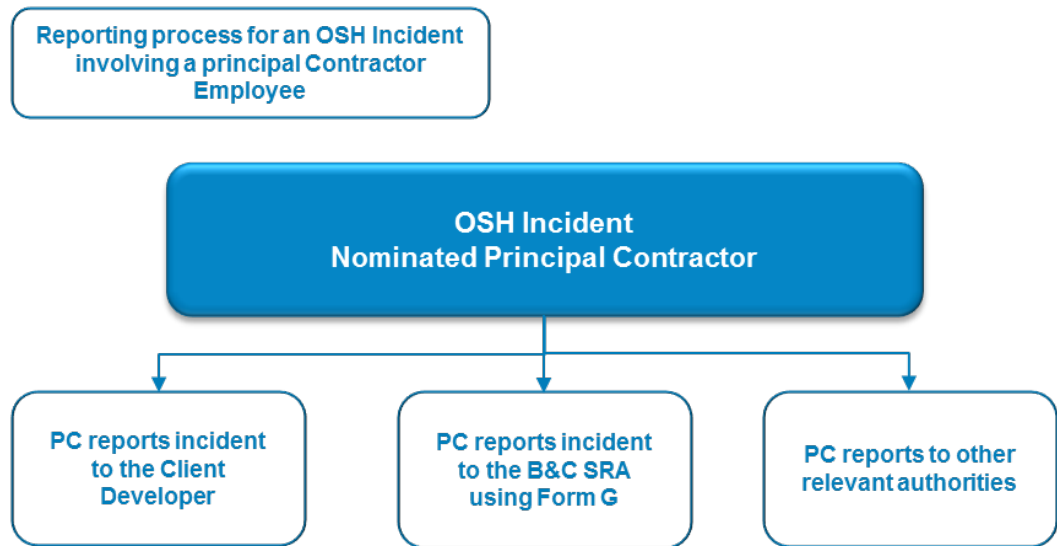 Reporting process for an OSH Incident
involving a principal Contractor
Employee
OSH Incident
Nominated Principal Contractor
PC reports incident
to the Client
Developer
PC reports incident
to the B&C SRA
using Form G
PC reports to other
relevant authorities